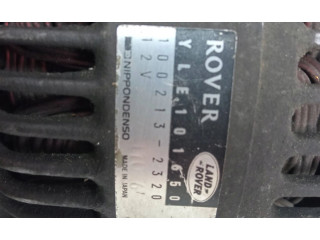 ROVER
YLE101650
100213-2320
12V
NIPPONDENSO
MADE IN JAPAN
LAND
ROVER